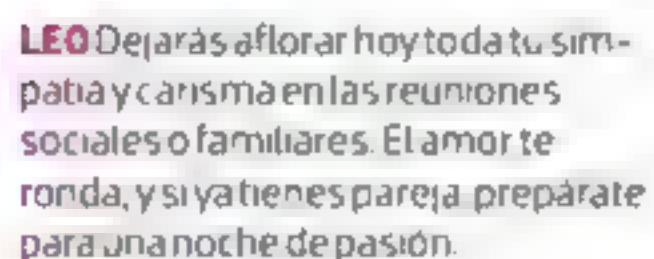 LEO Dejarás aflorar hoy toda tu sim-
patía y carisma en las reuniones
sociales o familiares. El amor te
ronda, y si ya tienes pareja prepárate
para una noche de pasión.